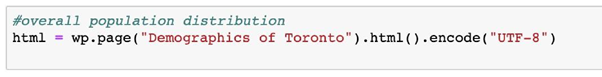 #overall population distribution
html = wp.page("Demographics of Toronto").html().encode("UTF-8")